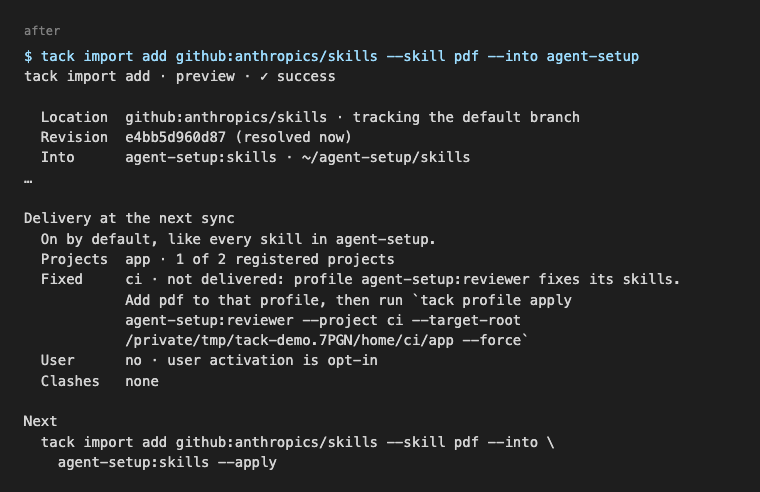 after
$ tack import add github:anthropics/skills --skill pdf --into agent-setup
tack import add · preview · ✓ success
Location github:anthropics/skills · tracking the default branch
Revision e4bb5d960d87 (resolved now)
Into agent-setup:skills · ~/agent-setup/skills
…
Delivery at the next sync
On by default, like every skill in agent-setup.
Projects app · 1 of 2 registered projects
Fixed ci · not delivered: profile agent-setup:reviewer fixes its skills.
Add pdf to that profile, then run `tack profile apply
agent-setup:reviewer --project ci --target-root
/private/tmp/tack-demo.7PGN/home/ci/app --force`
User no · user activation is opt-in
Clashes none
Next
tack import add github:anthropics/skills --skill pdf --into \
agent-setup:skills --apply